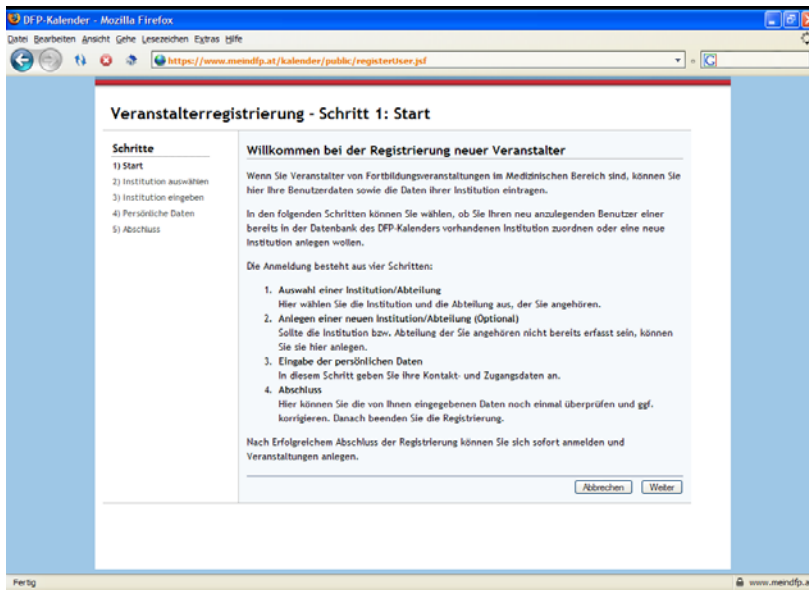 DFP-Kalender - Mozilla Firefox
Datei Bearbeiten Ansicht Gehe Lesezeichen Extras Hilfe
https://www.meindfp.at/kalender/public/registerUser.jsf
Veranstalterregistrierung - Schritt 1: Start
Schritte
1) Start
2) Institution auswählen
3) Institution eingeben
4) Persönliche Daten
5) Abschluss
Willkommen bei der Registrierung neuer Veranstalter
Wenn Sie Veranstalter von Fortbildungsveranstaltungen im Medizinischen Bereich sind, können Sie
hier Ihre Benutzerdaten sowie die Daten ihrer Institution eintragen.
In den folgenden Schritten können Sie wählen, ob Sie Ihren neu anzulegenden Benutzer einer
bereits in der Datenbank des DFP-Kalenders vorhandenen Institution zuordnen oder eine neue
Institution anlegen wollen.
Die Anmeldung besteht aus vier Schritten:
1. Auswahl einer Institution/Abteilung
Hier wählen Sie die Institution und die Abteilung aus, der Sie angehören.
2. Anlegen einer neuen Institution/Abteilung (Optional)
Sollte die Institution bzw. Abteilung der Sie angehören nicht bereits erfasst sein, können
Sie sie hier anlegen.
3. Eingabe der persönlichen Daten
In diesem Schritt geben Sie Ihre Kontakt- und Zugangsdaten an.
4. Abschluss
Hier können Sie die von Ihnen eingegebenen Daten noch einmal überprüfen und ggf.
korrigieren. Danach beenden Sie die Registrierung.
Nach Erfolgreichem Abschluss der Registrierung können Sie sich sofort anmelden und
Veranstaltungen anlegen.
Abbrechen Weiter
Fertig www.meindfp.a